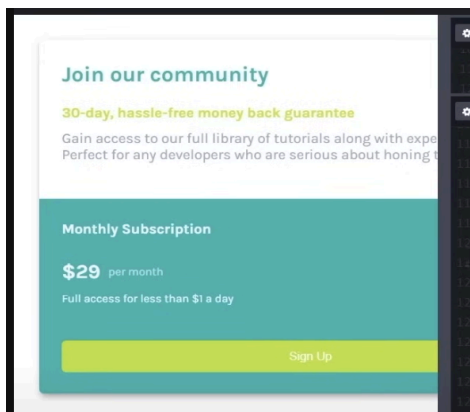 Join our community
30-day, hassle-free money back guarantee
Gain access to our full library of tutorials along with expe
Perfect for any developers who are serious about honing t
Monthly Subscription
$29 per month
Full access for less than $1 a day
Sign Up